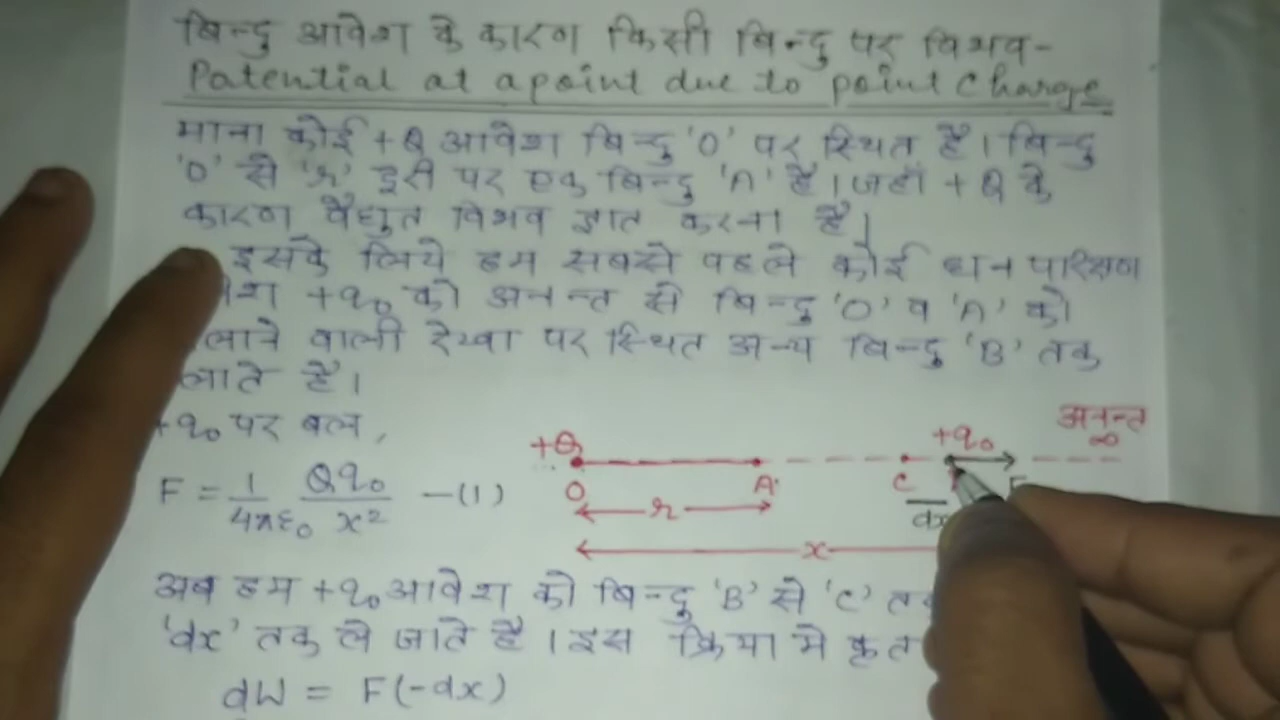 बिन्दु आवेश के कारण किसी बिन्दु पर विभव-
Potential at a point due to point Charge
माना कोई +Q आवेश बिन्दु 'O' पर स्थित है। बिन्दु
'O' से 'r' दूरी पर एक बिन्दु 'A' है। जहाँ +Q के
कारण वैद्युत विभव ज्ञात करना है।
इसके लिये हम सबसे पहले कोई धन परिक्षण
+q₀ को अनन्त से बिन्दु 'O' व 'A' को
वाली रेखा पर स्थित अन्य बिन्दु 'B' तक
लाते है।
+q₀ पर बल,
F = 1/4πε₀ Qq₀/x² —(1)
+Q +q₀ अनन्त ∞
O A C F
r dx
x
अब हम +q₀ आवेश को बिन्दु 'B' से 'C'
'dx' तक ले जाते है। इस क्रिया मे कृत
dW = F(-dx)